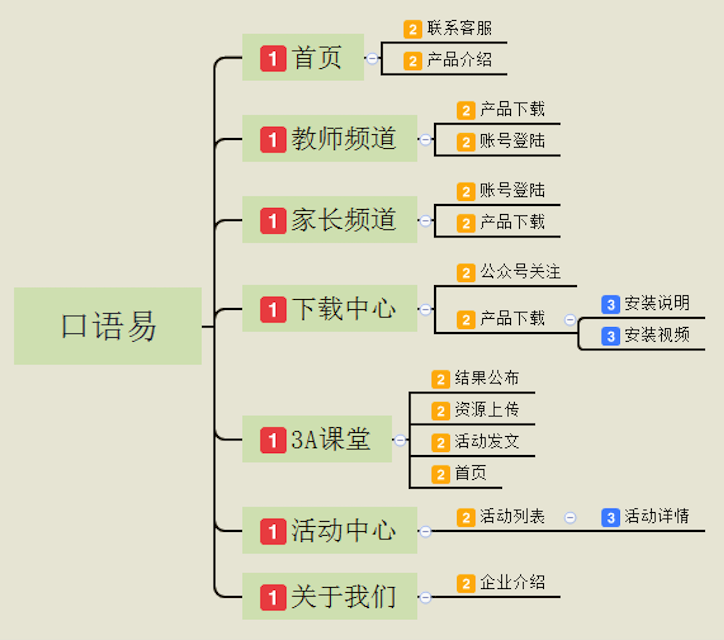 口语易
1 首页
2 联系客服
2 产品介绍
1 教师频道
2 产品下载
2 账号登陆
1 家长频道
2 账号登陆
2 产品下载
1 下载中心
2 公众号关注
2 产品下载
3 安装说明
3 安装视频
1 3A课堂
2 结果公布
2 资源上传
2 活动发文
2 首页
1 活动中心
2 活动列表
3 活动详情
1 关于我们
2 企业介绍